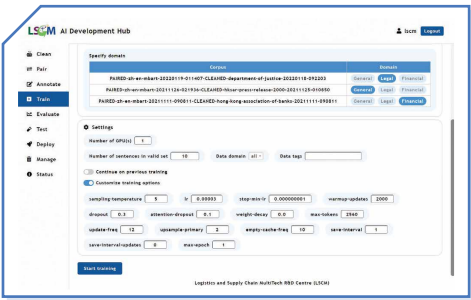 LSCM AI Development Hub
lscm Logout
Clean
Pair
Annotate
Train
Evaluate
Test
Deploy
Manage
Status
Specify domain
Corpus Domain
PAIRED-zh-en-mbart-20220119-011407-CLEANED-department-of-justice-20220118-092203 General Legal Financial
PAIRED-zh-en-mbart-20211126-021936-CLEANED-hksar-press-release-2000-20211125-010850 General Legal Financial
PAIRED-zh-en-mbart-20211111-090811-CLEANED-hong-kong-association-of-banks-20211111-090811 General Legal Financial
Settings
Number of GPU(s) 1
Number of sentences in valid set 10 Data domain all Data tags
Continue on previous training
Customise training options
sampling-temperature 5 lr 0.00003 stop-min-lr 0.000000001 warmup-updates 2000
dropout 0.3 attention-dropout 0.1 weight-decay 0.0 max-tokens 2560
update-freq 12 upsample-primary 2 empty-cache-freq 10 save-interval 1
save-interval-updates 0 max-epoch 1
Start training
Logistics and Supply Chain MultiTech R&D Centre (LSCM)